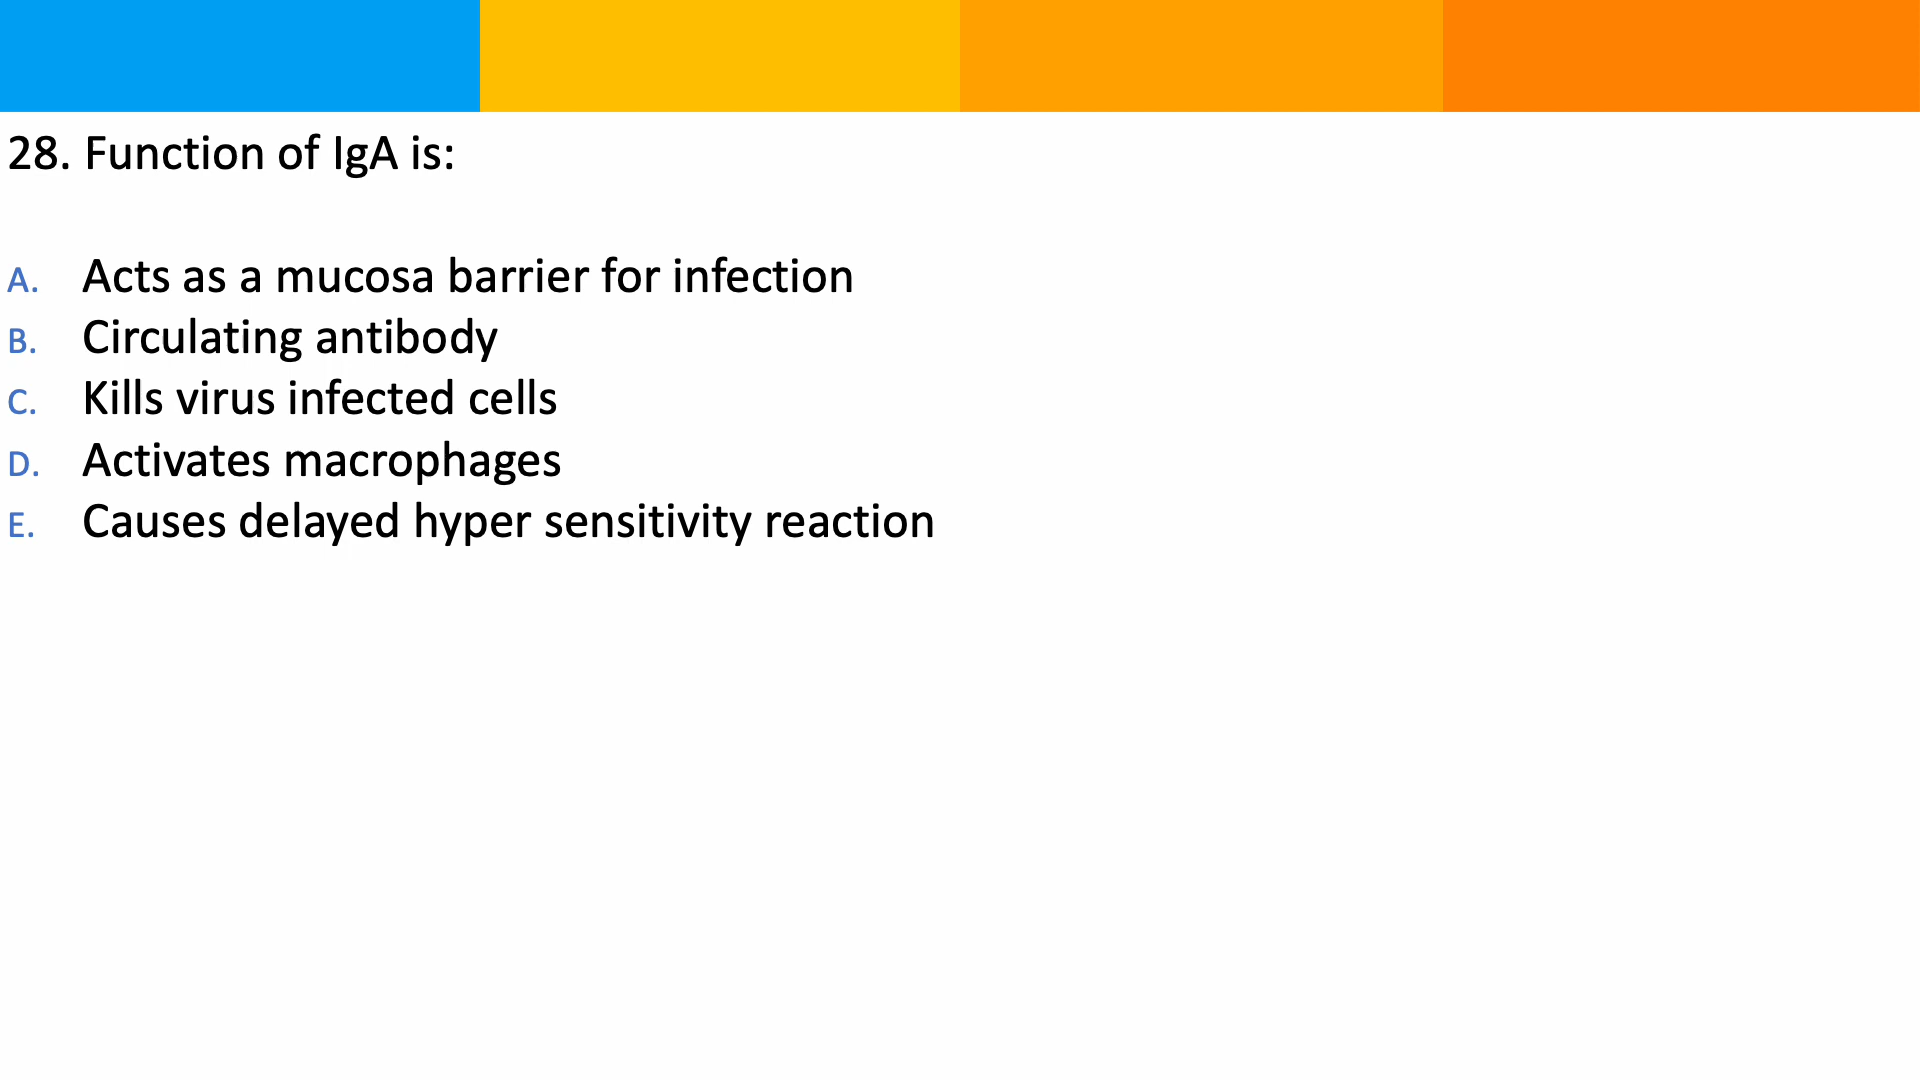 28. Function of IgA is:
A. Acts as a mucosa barrier for infection
B. Circulating antibody
C. Kills virus infected cells
D. Activates macrophages
E. Causes delayed hyper sensitivity reaction